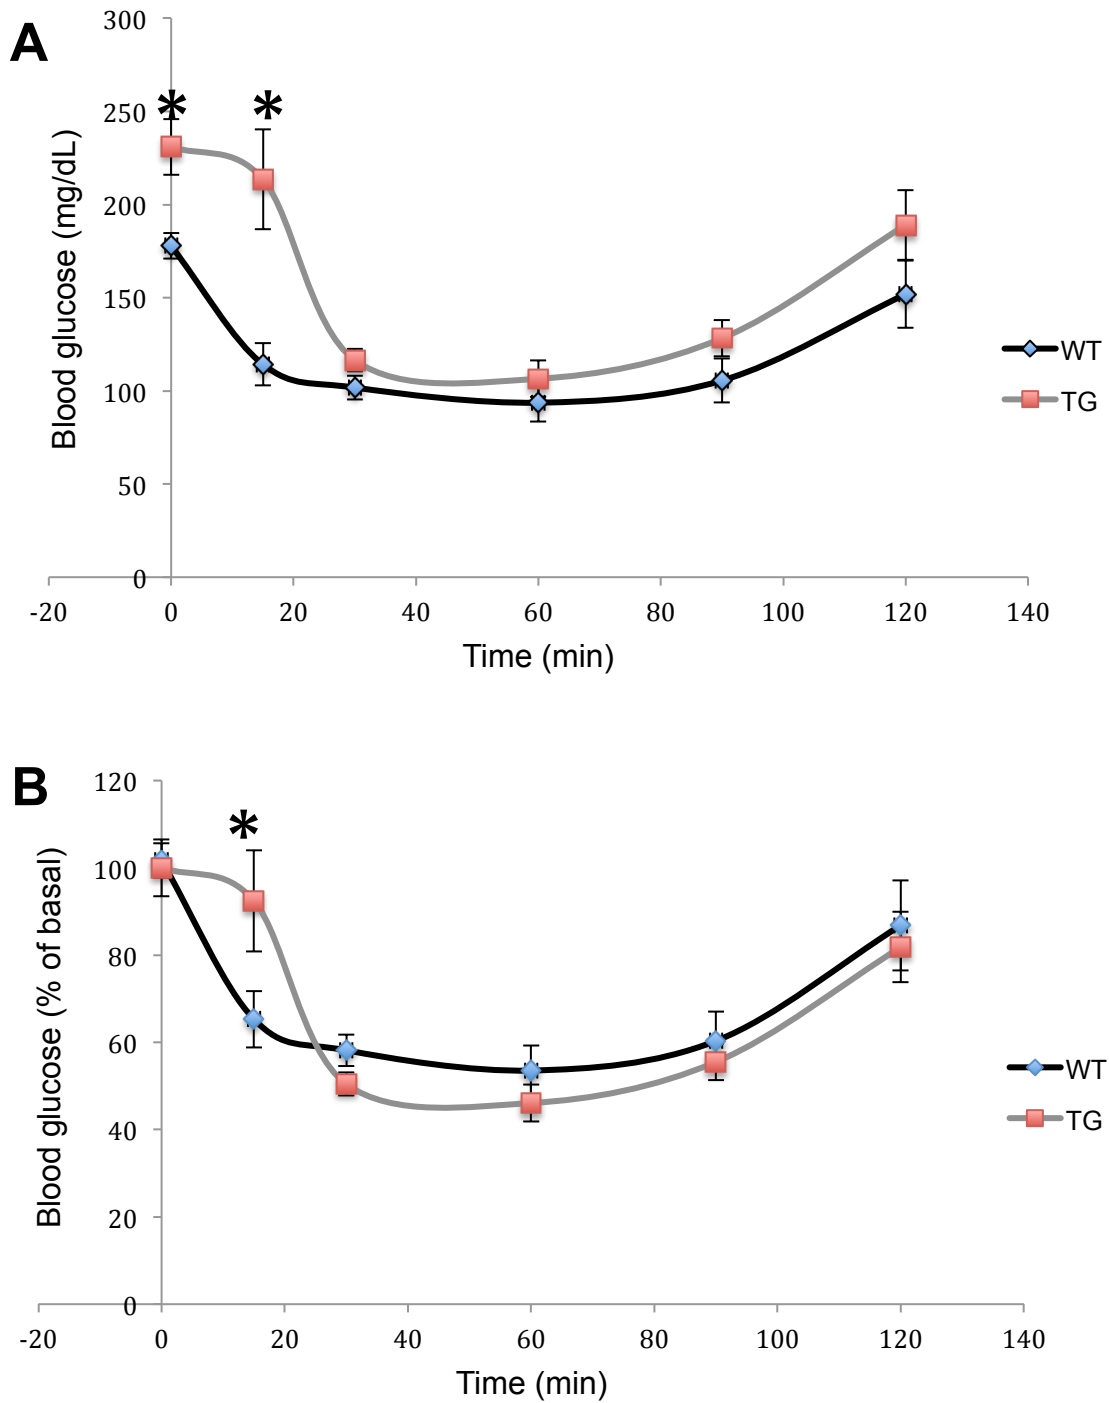 A
300
250
200
150
100
50
0
* *
Blood glucose (mg/dL)
-20 0 20 40 60 80 100 120 140
Time (min)
WT
TG
B
120
100
80
60
40
20
0
*
Blood glucose (% of basal)
-20 0 20 40 60 80 100 120 140
Time (min)
WT
TG